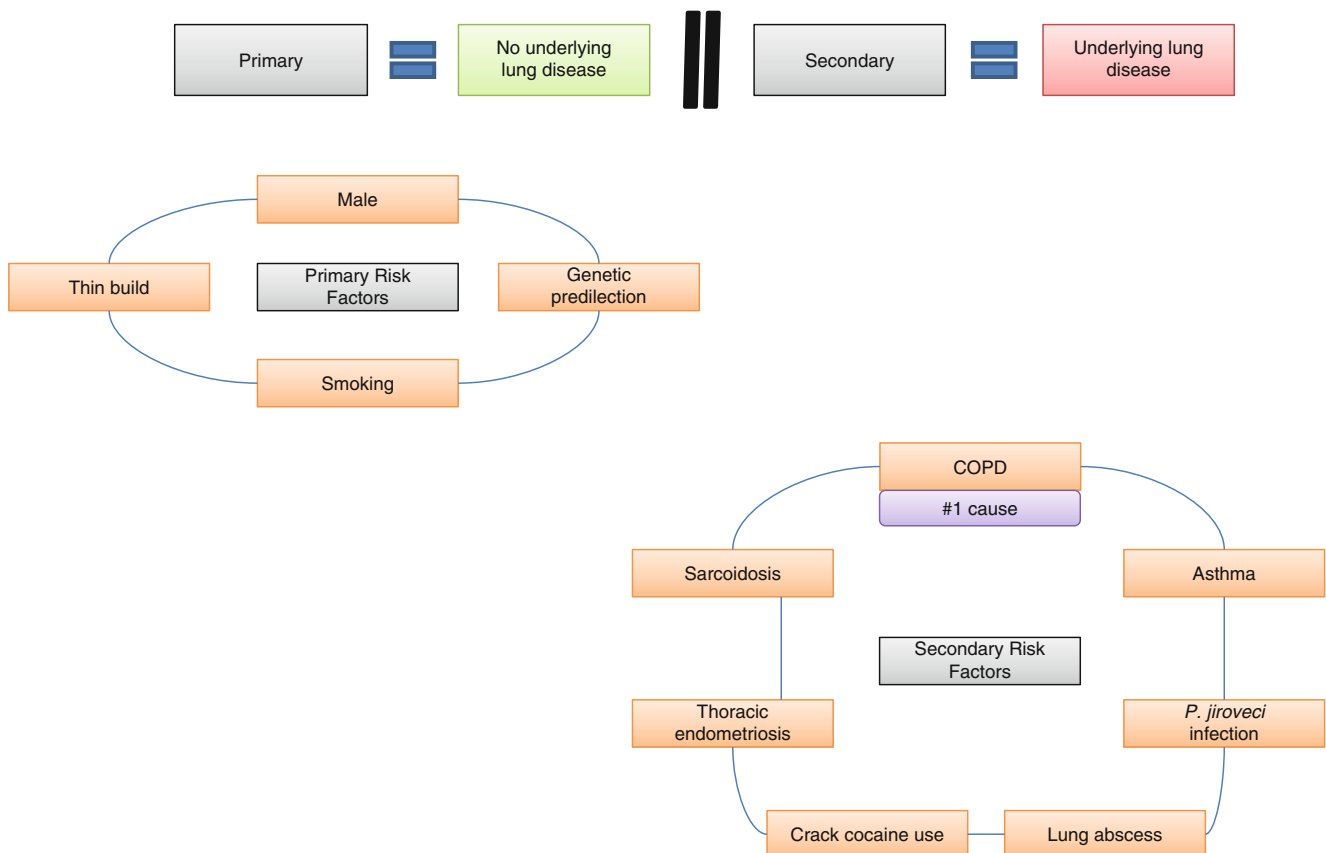 Primary
No underlying
lung disease
Secondary
Underlying lung
disease
Male
Thin build
Primary Risk
Factors
Genetic
predilection
Smoking
COPD
#1 cause
Sarcoidosis
Asthma
Secondary Risk
Factors
Thoracic
endometriosis
P. jiroveci
infection
Crack cocaine use
Lung abscess